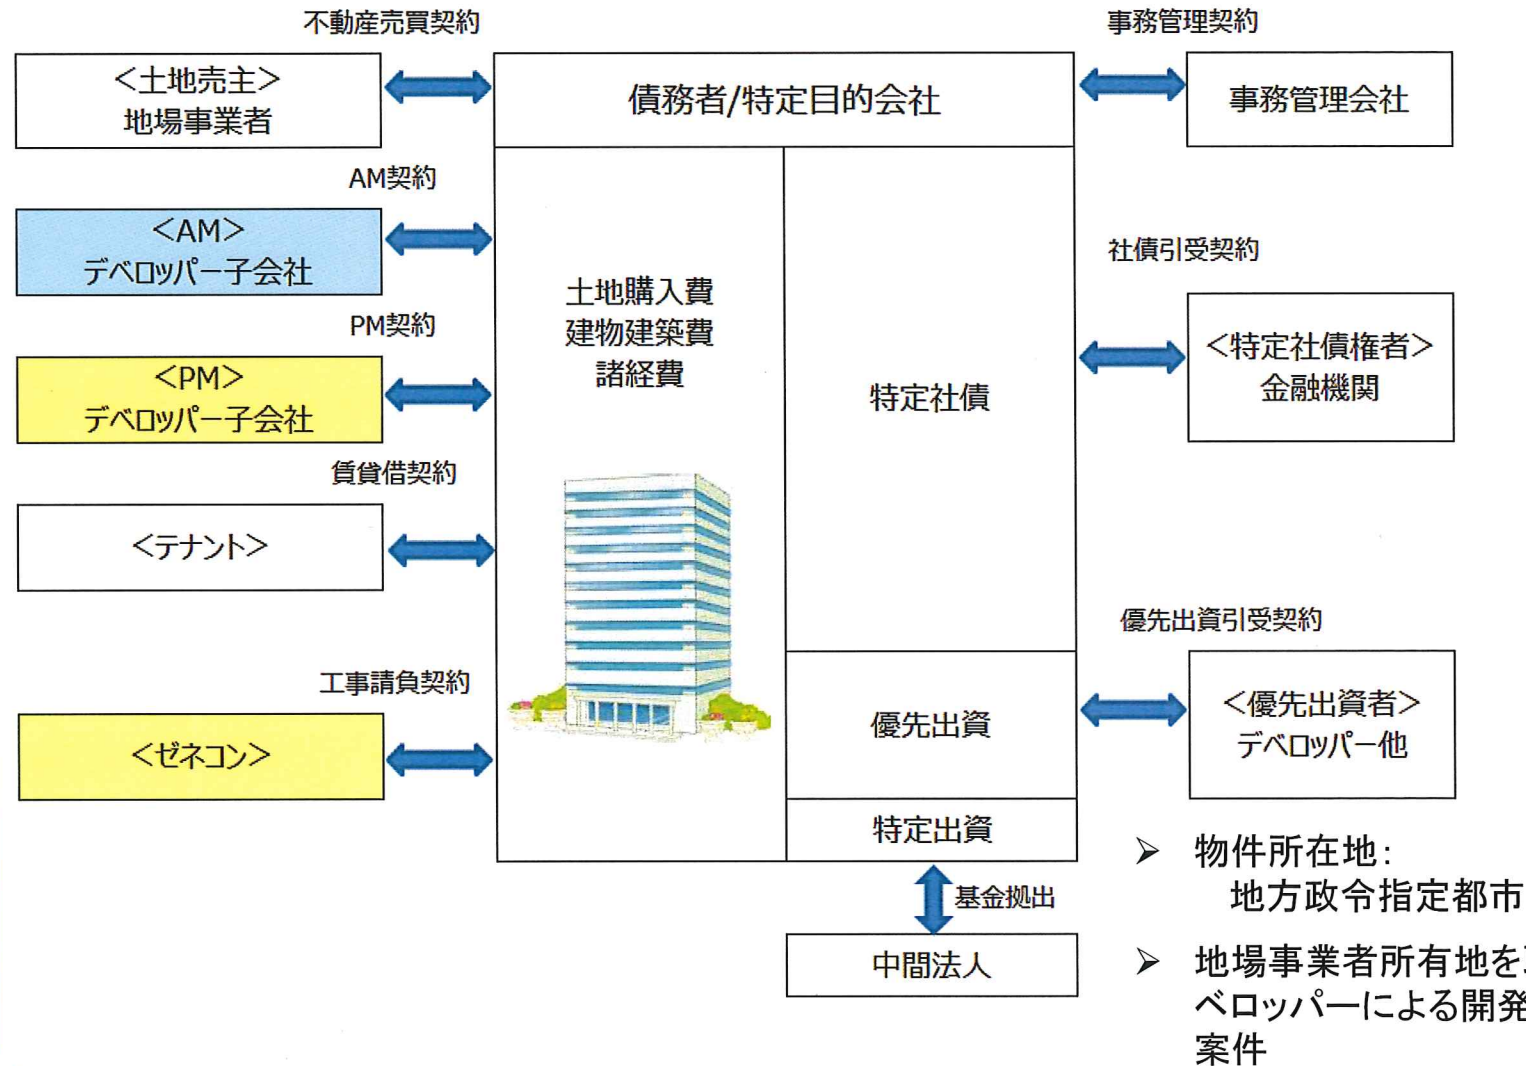 不動産売買契約
事務管理契約
<土地売主>
地場事業者
債務者/特定目的会社
事務管理会社
AM契約
<AM>
デベロッパー子会社
社債引受契約
PM契約
<PM>
デベロッパー子会社
土地購入費
建物建築費
諸経費
特定社債
<特定社債権者>
金融機関
賃貸借契約
<テナント>
優先出資引受契約
工事請負契約
<ゼネコン>
優先出資
<優先出資者>
デベロッパー他
特定出資
基金拠出
中間法人
➢ 物件所在地：
地方政令指定都市
➢ 地場事業者所有地を
ベロッパーによる開発
案件